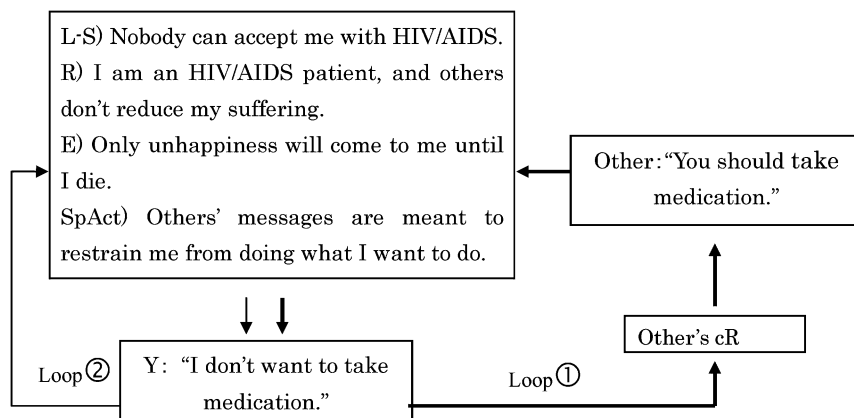 L-S) Nobody can accept me with HIV/AIDS.
R) I am an HIV/AIDS patient, and others
don't reduce my suffering.
E) Only unhappiness will come to me until
I die.
SpAct) Others' messages are meant to
restrain me from doing what I want to do.
Other:“You should take
medication.”
Other's cR
Y: “I don't want to take
medication.”
Loop②
Loop①